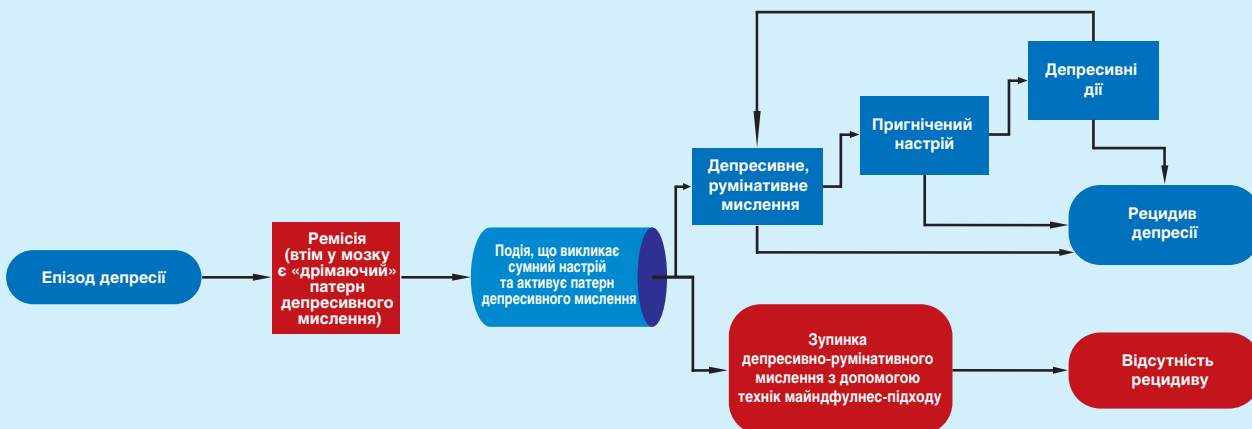 Епізод депресії
Ремісія
(втім у мозку
є «дрімаючий»
патерн
депресивного
мислення)
Подія, що викликає
сумний настрій
та активує патерн
депресивного мислення
Депресивне,
румінативне
мислення
Пригнічений
настрій
Депресивні
дії
Рецидив
депресії
Зупинка
депресивно-румінативного
мислення з допомогою
технік майндфулнес-підходу
Відсутність
рецидиву